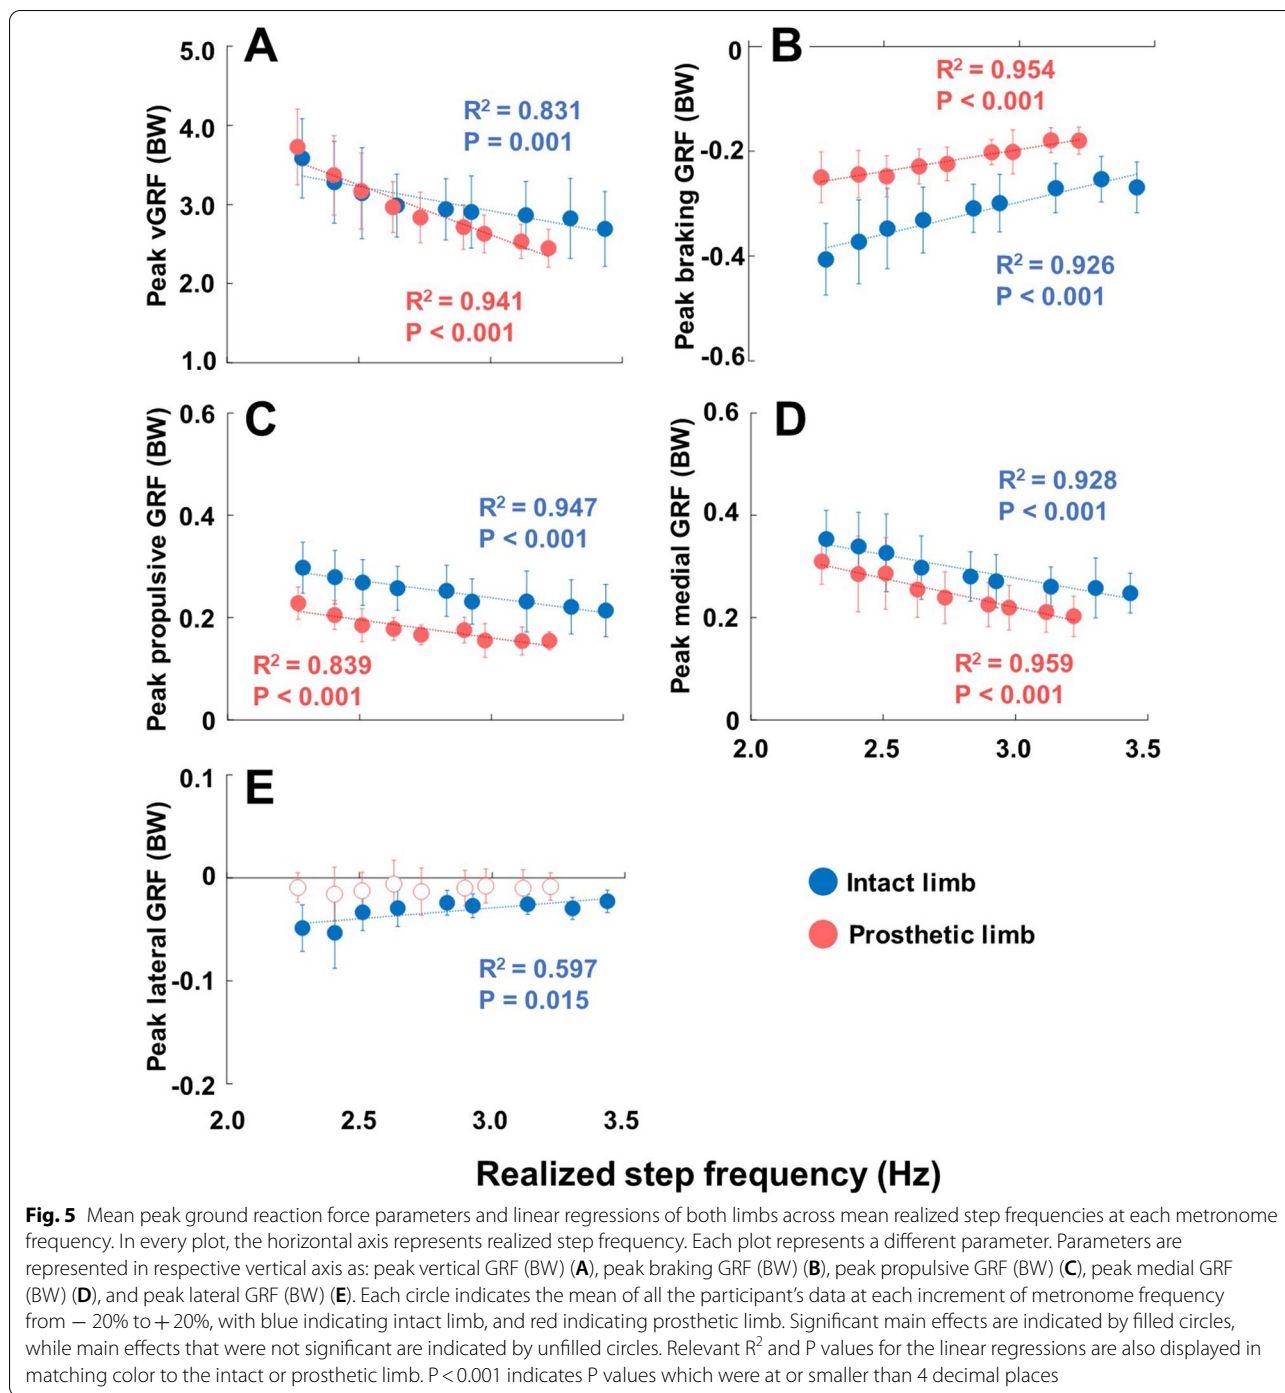 A
5.0
4.0
3.0
2.0
1.0
Peak vGRF (BW)
R² = 0.831
P = 0.001
R² = 0.941
P < 0.001
B
0
-0.2
-0.4
-0.6
Peak braking GRF (BW)
R² = 0.954
P < 0.001
R² = 0.926
P < 0.001
C
0.6
0.4
0.2
0
Peak propulsive GRF (BW)
R² = 0.947
P < 0.001
R² = 0.839
P < 0.001
D
0.6
0.4
0.2
0
Peak medial GRF (BW)
R² = 0.928
P < 0.001
R² = 0.959
P < 0.001
2.0 2.5 3.0 3.5
E
0.1
0
-0.1
-0.2
Peak lateral GRF (BW)
R² = 0.597
P = 0.015
2.0 2.5 3.0 3.5
Intact limb
Prosthetic limb
Realized step frequency (Hz)
Fig. 5 Mean peak ground reaction force parameters and linear regressions of both limbs across mean realized step frequencies at each metronome
frequency. In every plot, the horizontal axis represents realized step frequency. Each plot represents a different parameter. Parameters are
represented in respective vertical axis as: peak vertical GRF (BW) (A), peak braking GRF (BW) (B), peak propulsive GRF (BW) (C), peak medial GRF
(BW) (D), and peak lateral GRF (BW) (E). Each circle indicates the mean of all the participant's data at each increment of metronome frequency
from − 20% to + 20%, with blue indicating intact limb, and red indicating prosthetic limb. Significant main effects are indicated by filled circles,
while main effects that were not significant are indicated by unfilled circles. Relevant R² and P values for the linear regressions are also displayed in
matching color to the intact or prosthetic limb. P < 0.001 indicates P values which were at or smaller than 4 decimal places